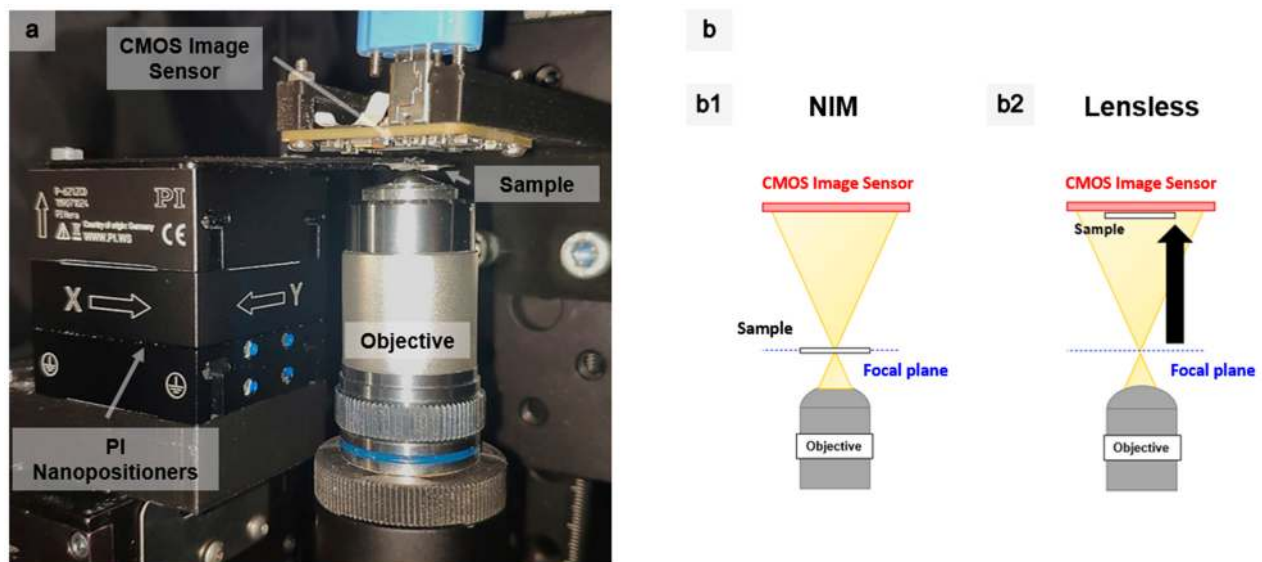 a
CMOS Image
Sensor
Sample
PI
WWW.PI.WS
CE
X
Y
Objective
PI
Nanopositioners
b
b1
NIM
CMOS Image Sensor
Sample
Focal plane
Objective
b2
Lensless
CMOS Image Sensor
Sample
Focal plane
Objective